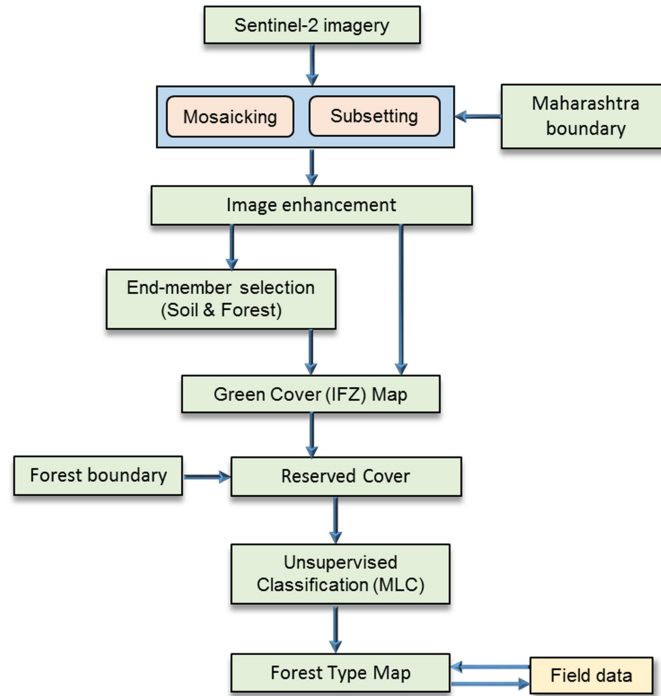 Sentinel-2 imagery
Mosaicking
Subsetting
Maharashtra
boundary
Image enhancement
End-member selection
(Soil & Forest)
Green Cover (IFZ) Map
Forest boundary
Reserved Cover
Unsupervised
Classification (MLC)
Forest Type Map
Field data